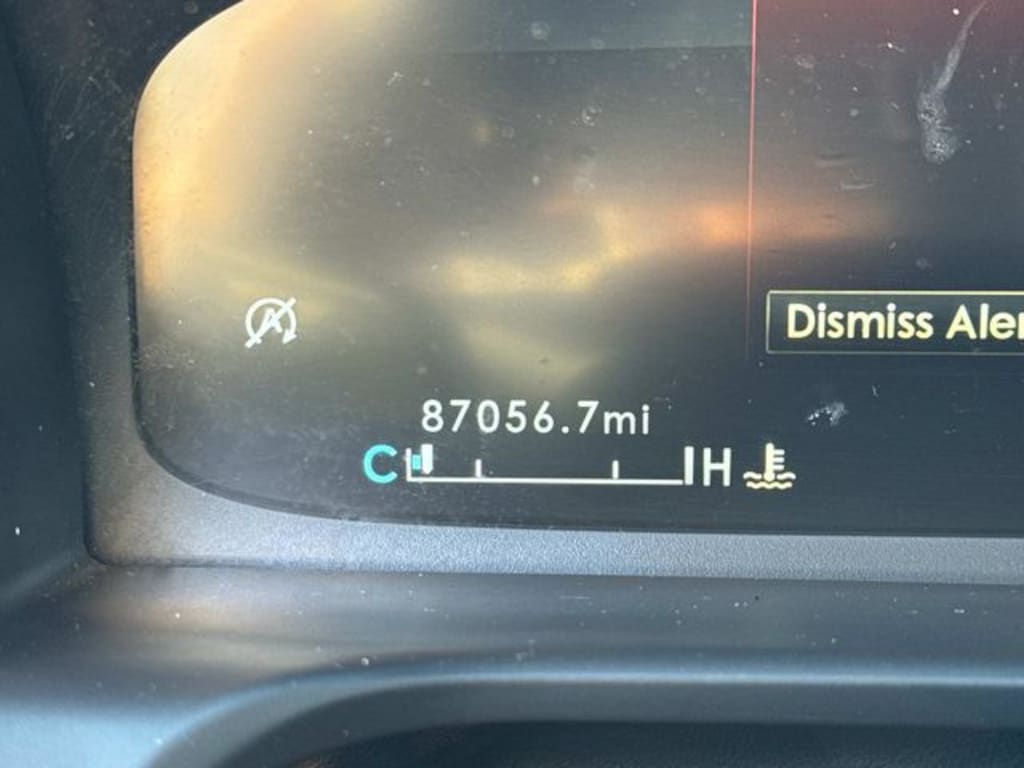 A
Dismiss Aler
87056.7mi
C H